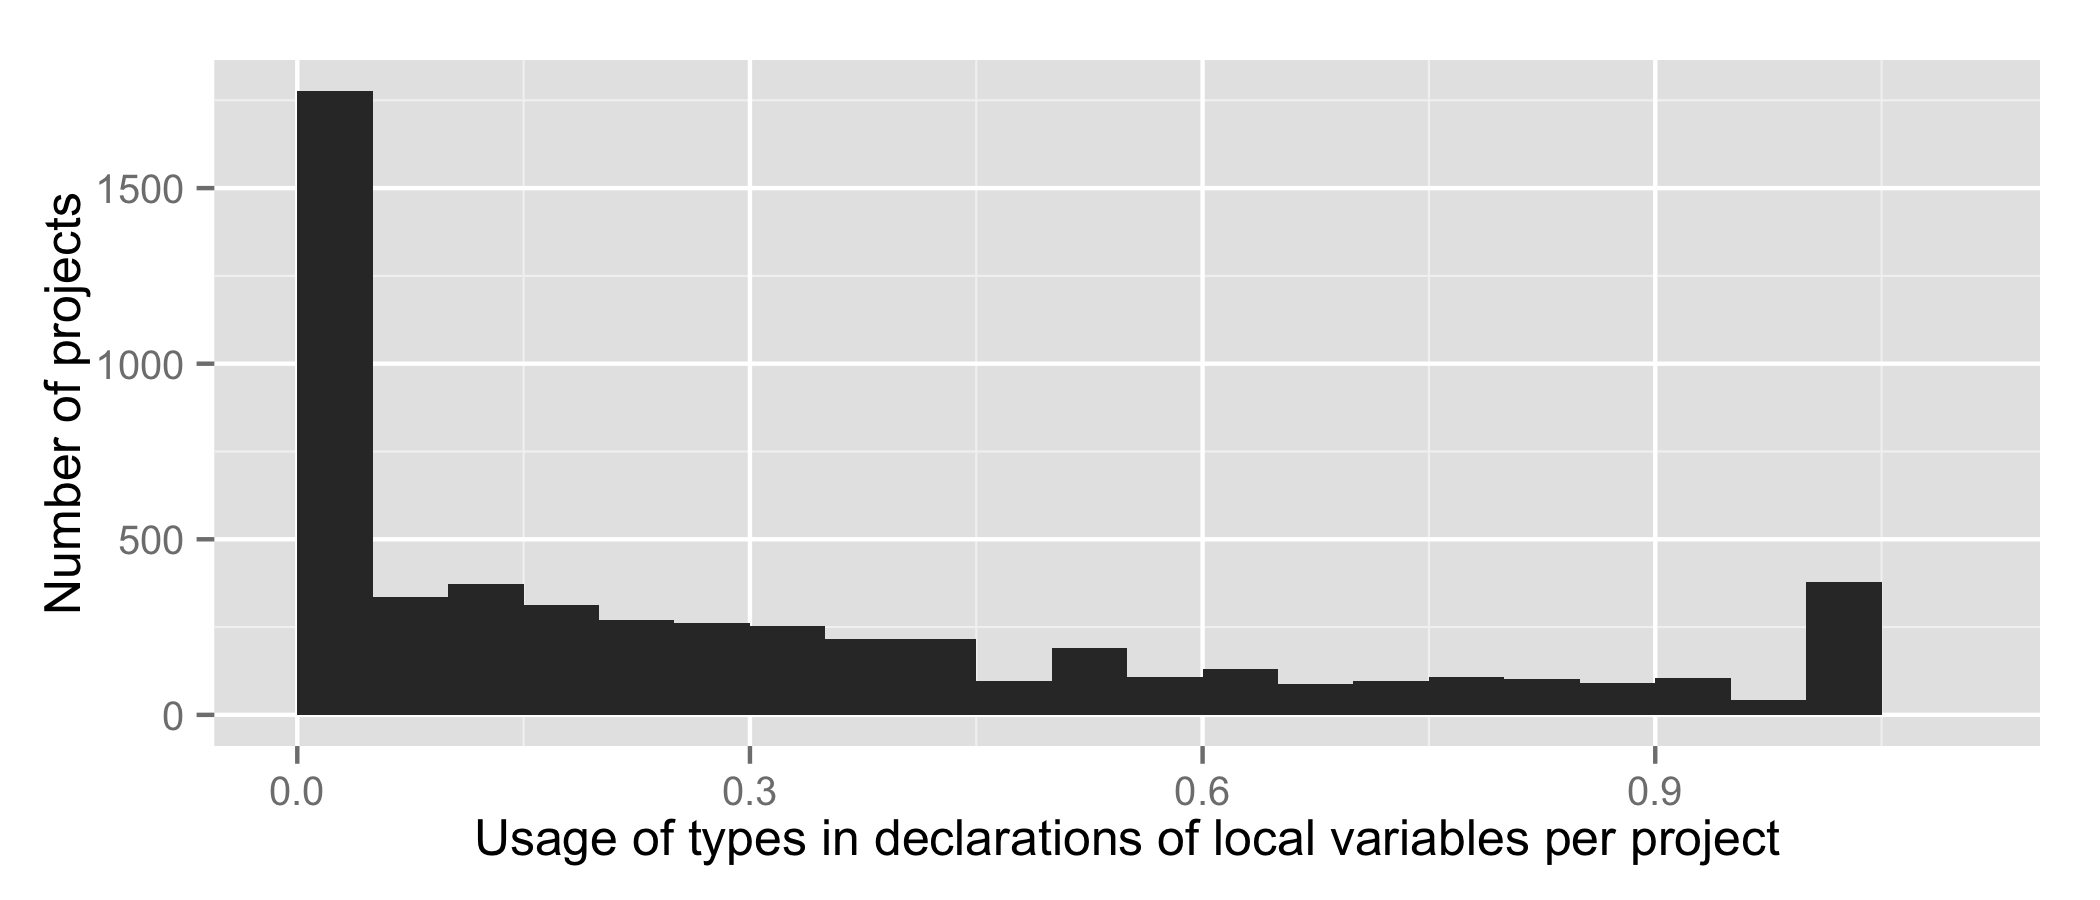 Number of projects
1500
1000
500
0
0.0 0.3 0.6 0.9
Usage of types in declarations of local variables per project